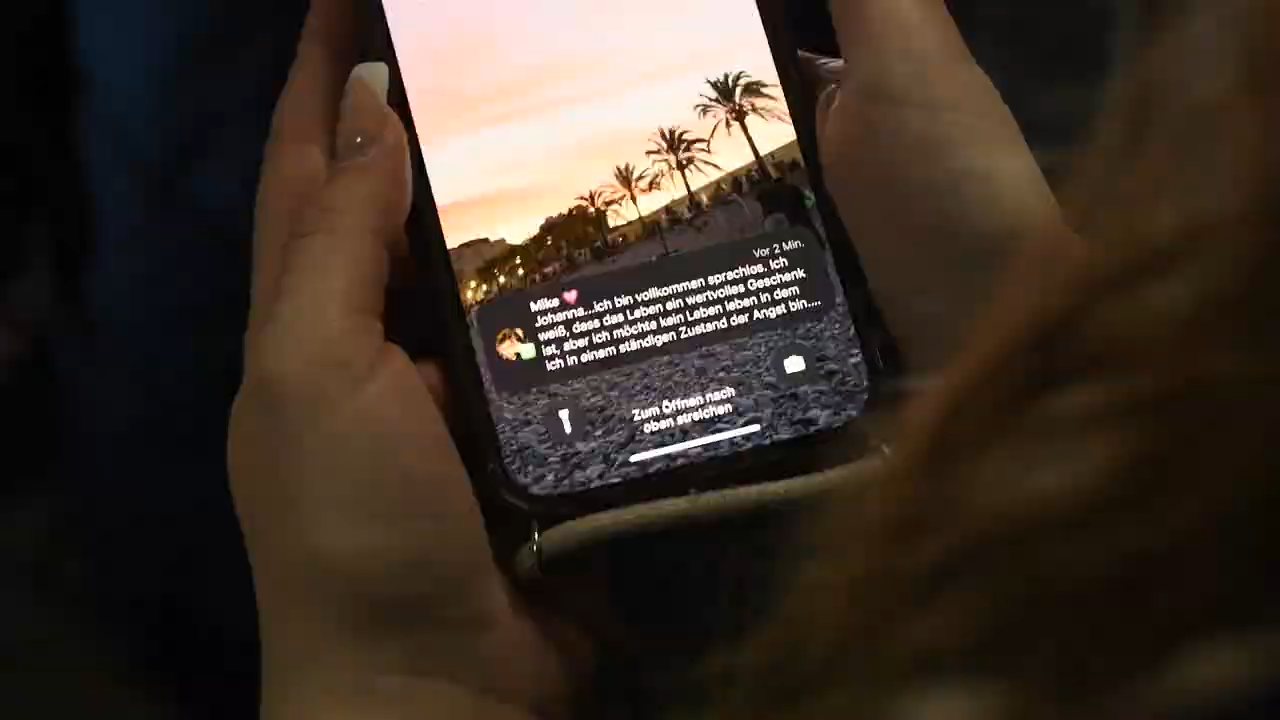 Vor 2 Min.
Mike 💗
Johanna...ich bin vollkommen sprachlos. Ich
weiß, dass das Leben ein wertvolles Geschenk
ist, aber ich möchte kein Leben leben in dem
ich in einem ständigen Zustand der Angst bin....
Zum Öffnen nach
oben streichen